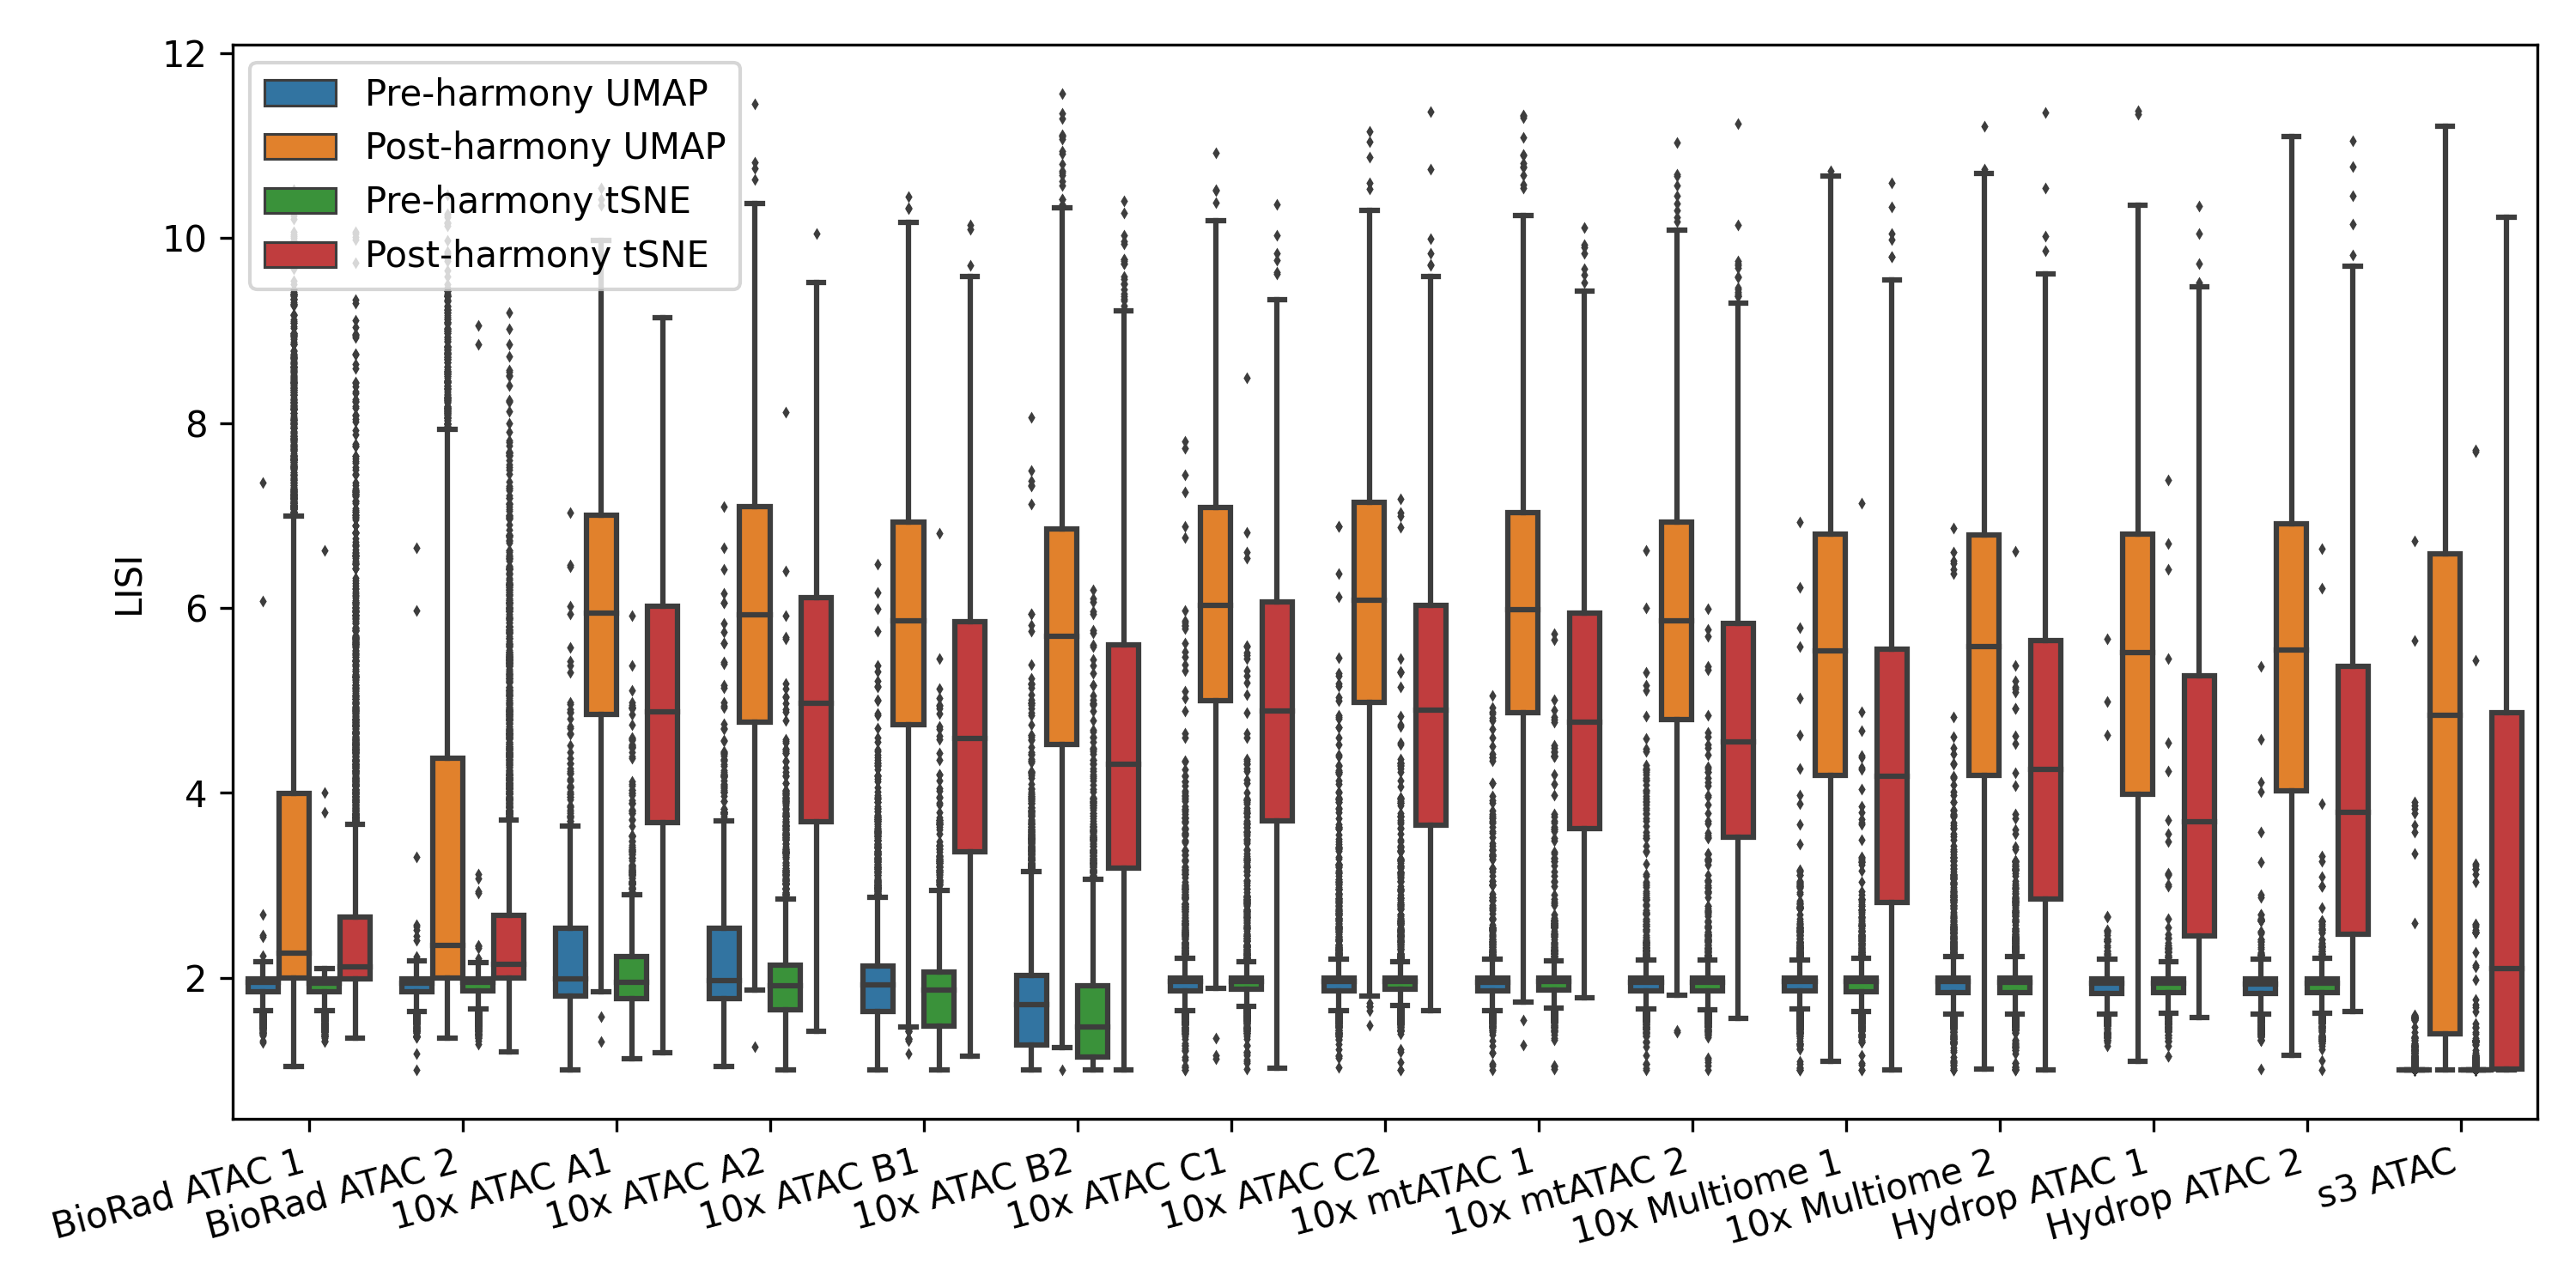 12
10
8
6
4
2
LISI
Pre-harmony UMAP
Post-harmony UMAP
Pre-harmony tSNE
Post-harmony tSNE
BioRad ATAC 1
BioRad ATAC 2
10x ATAC A1
10x ATAC A2
10x ATAC B1
10x ATAC B2
10x ATAC C1
10x ATAC C2
10x mtATAC 1
10x mtATAC 2
10x Multiome 1
10x Multiome 2
Hydrop ATAC 1
Hydrop ATAC 2
s3 ATAC